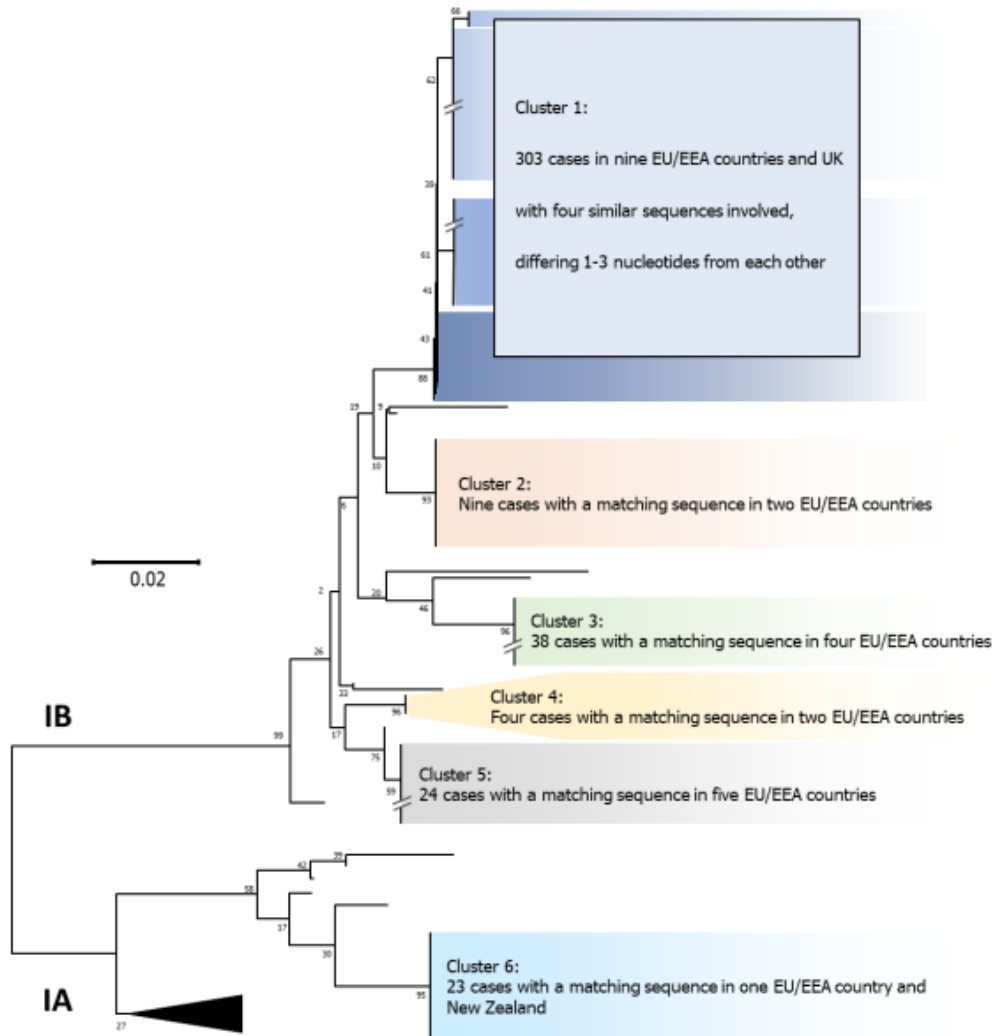 66
62
Cluster 1:
303 cases in nine EU/EEA countries and UK
with four similar sequences involved,
differing 1-3 nucleotides from each other
39
61
41
43
88
19
9
10
Cluster 2:
93
Nine cases with a matching sequence in two EU/EEA countries
6
0.02
2
20
46
Cluster 3:
96
38 cases with a matching sequence in four EU/EEA countries
26
33
Cluster 4:
96
Four cases with a matching sequence in two EU/EEA countries
IB
99
17
75
Cluster 5:
59
24 cases with a matching sequence in five EU/EEA countries
39
42
58
17
30
Cluster 6:
95
23 cases with a matching sequence in one EU/EEA country and
New Zealand
IA
27